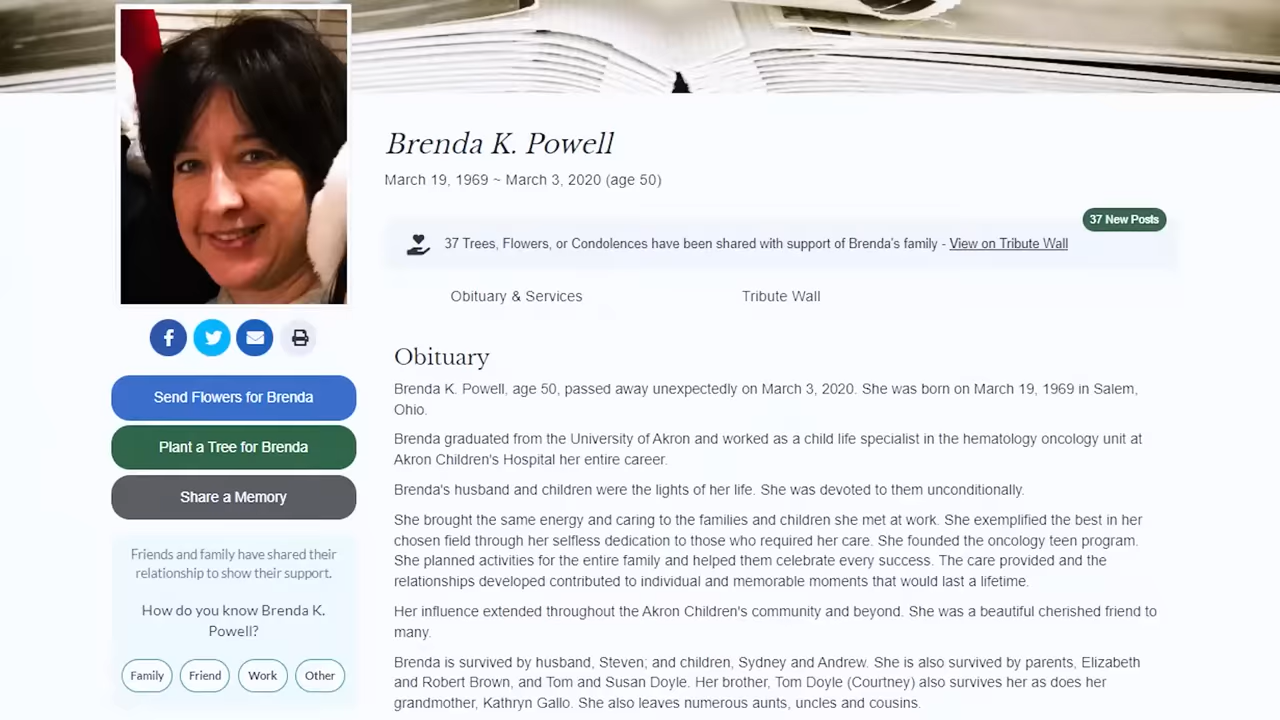 Brenda K. Powell
March 19, 1969 ~ March 3, 2020 (age 50)
37 New Posts
37 Trees, Flowers, or Condolences have been shared with support of Brenda's family - View on Tribute Wall
Obituary & Services
Tribute Wall
Send Flowers for Brenda
Plant a Tree for Brenda
Share a Memory
Friends and family have shared their
relationship to show their support.
How do you know Brenda K.
Powell?
Family
Friend
Work
Other
Obituary
Brenda K. Powell, age 50, passed away unexpectedly on March 3, 2020. She was born on March 19, 1969 in Salem,
Ohio.
Brenda graduated from the University of Akron and worked as a child life specialist in the hematology oncology unit at
Akron Children's Hospital her entire career.
Brenda's husband and children were the lights of her life. She was devoted to them unconditionally.
She brought the same energy and caring to the families and children she met at work. She exemplified the best in her
chosen field through her selfless dedication to those who required her care. She founded the oncology teen program.
She planned activities for the entire family and helped them celebrate every success. The care provided and the
relationships developed contributed to individual and memorable moments that would last a lifetime.
Her influence extended throughout the Akron Children's community and beyond. She was a beautiful cherished friend to
many.
Brenda is survived by husband, Steven; and children, Sydney and Andrew. She is also survived by parents, Elizabeth
and Robert Brown, and Tom and Susan Doyle. Her brother, Tom Doyle (Courtney) also survives her as does her
grandmother, Kathryn Gallo. She also leaves numerous aunts, uncles and cousins.